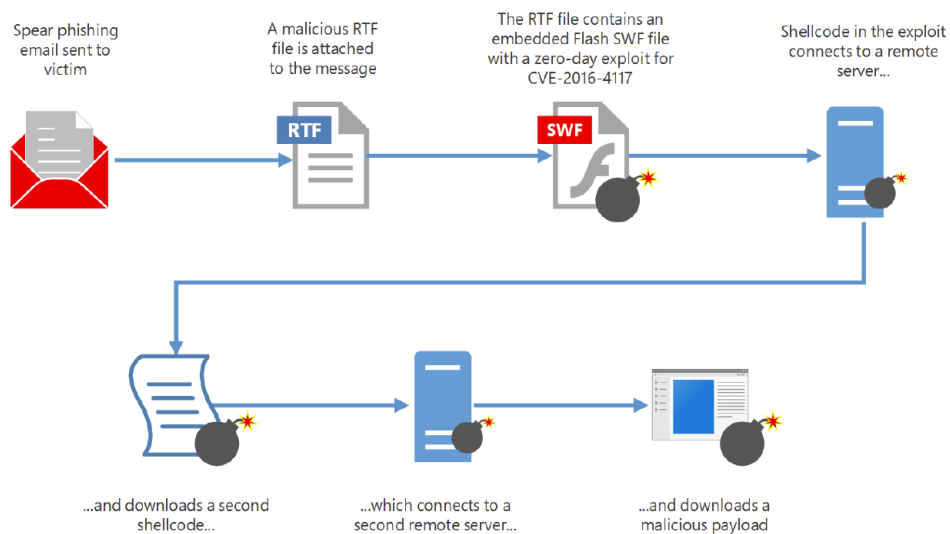 Spear phishing
email sent to
victim
A malicious RTF
file is attached
to the message
The RTF file contains an
embedded Flash SWF file
with a zero-day exploit for
CVE-2016-4117
Shellcode in the exploit
connects to a remote
server...
RTF
SWF
...and downloads a second
shellcode...
...which connects to a
second remote server...
...and downloads a
malicious payload